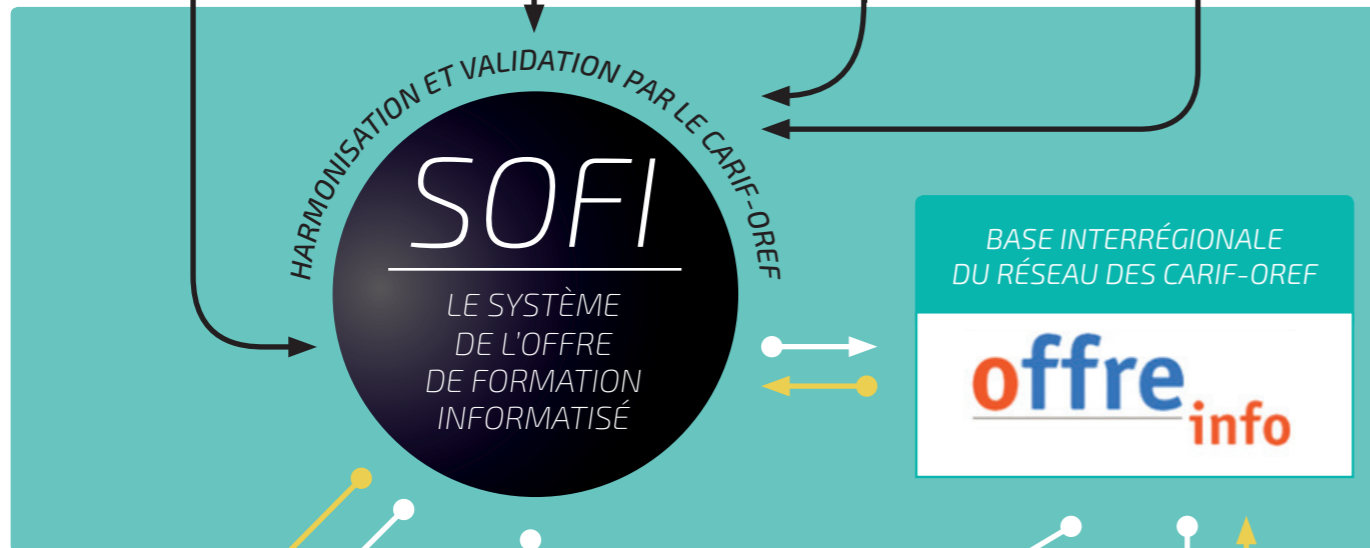 HARMONISATION ET VALIDATION PAR LE CARIF-OREF
SOFI
LE SYSTÈME
DE L'OFFRE
DE FORMATION
INFORMATISÉ
BASE INTERRÉGIONALE
DU RÉSEAU DES CARIF-OREF
offre
info